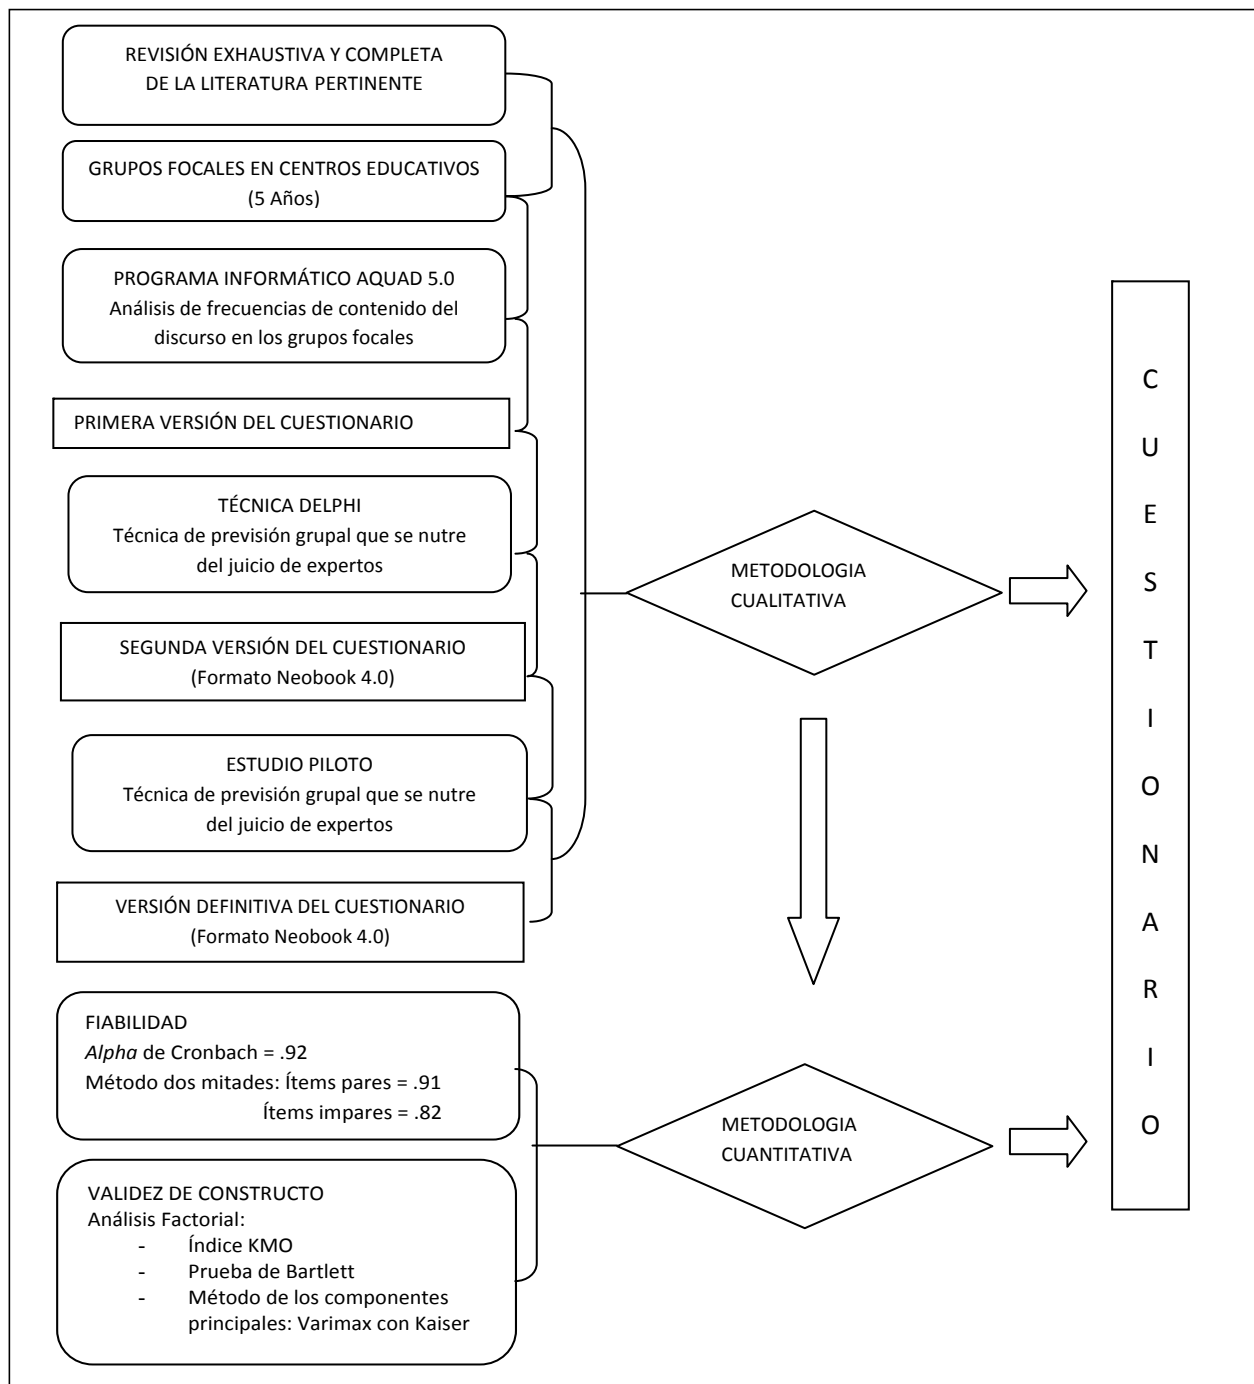 REVISIÓN EXHAUSTIVA Y COMPLETA
DE LA LITERATURA PERTINENTE
GRUPOS FOCALES EN CENTROS EDUCATIVOS
(5 Años)
PROGRAMA INFORMÁTICO AQUAD 5.0
Análisis de frecuencias de contenido del
discurso en los grupos focales
PRIMERA VERSIÓN DEL CUESTIONARIO
TÉCNICA DELPHI
Técnica de previsión grupal que se nutre
del juicio de expertos
SEGUNDA VERSIÓN DEL CUESTIONARIO
(Formato Neobook 4.0)
ESTUDIO PILOTO
Técnica de previsión grupal que se nutre
del juicio de expertos
VERSIÓN DEFINITIVA DEL CUESTIONARIO
(Formato Neobook 4.0)
FIABILIDAD
Alpha de Cronbach = .92
Método dos mitades: Ítems pares = .91
Ítems impares = .82
VALIDEZ DE CONSTRUCTO
Análisis Factorial:
- Índice KMO
- Prueba de Bartlett
- Método de los componentes
principales: Varimax con Kaiser
METODOLOGIA
CUALITATIVA
METODOLOGIA
CUANTITATIVA
C
U
E
S
T
I
O
N
A
R
I
O